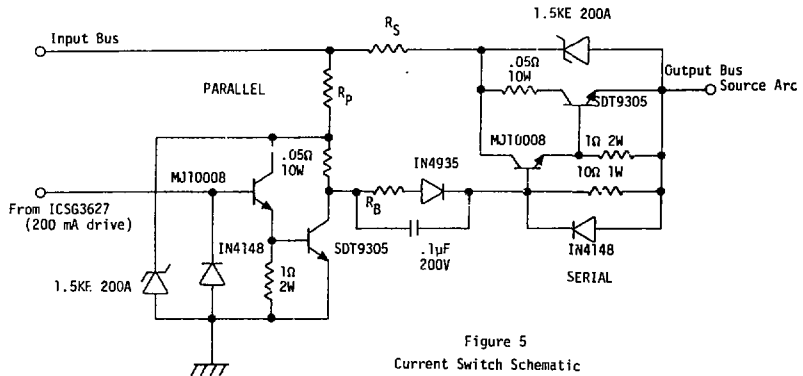 1.5KE 200A
Input Bus
R_S
Output Bus
Source Arc
.05Ω
10W
SDT9305
PARALLEL
R_P
MJ10008
1Ω 2W
.05Ω
10W
MJ10008
IN4935
10Ω 1W
From ICSG3627
(200 mA drive)
R_B
SDT9305
IN4148
.1μF
200V
IN4148
1Ω
2W
1.5KE 200A
SERIAL
Figure 5
Current Switch Schematic